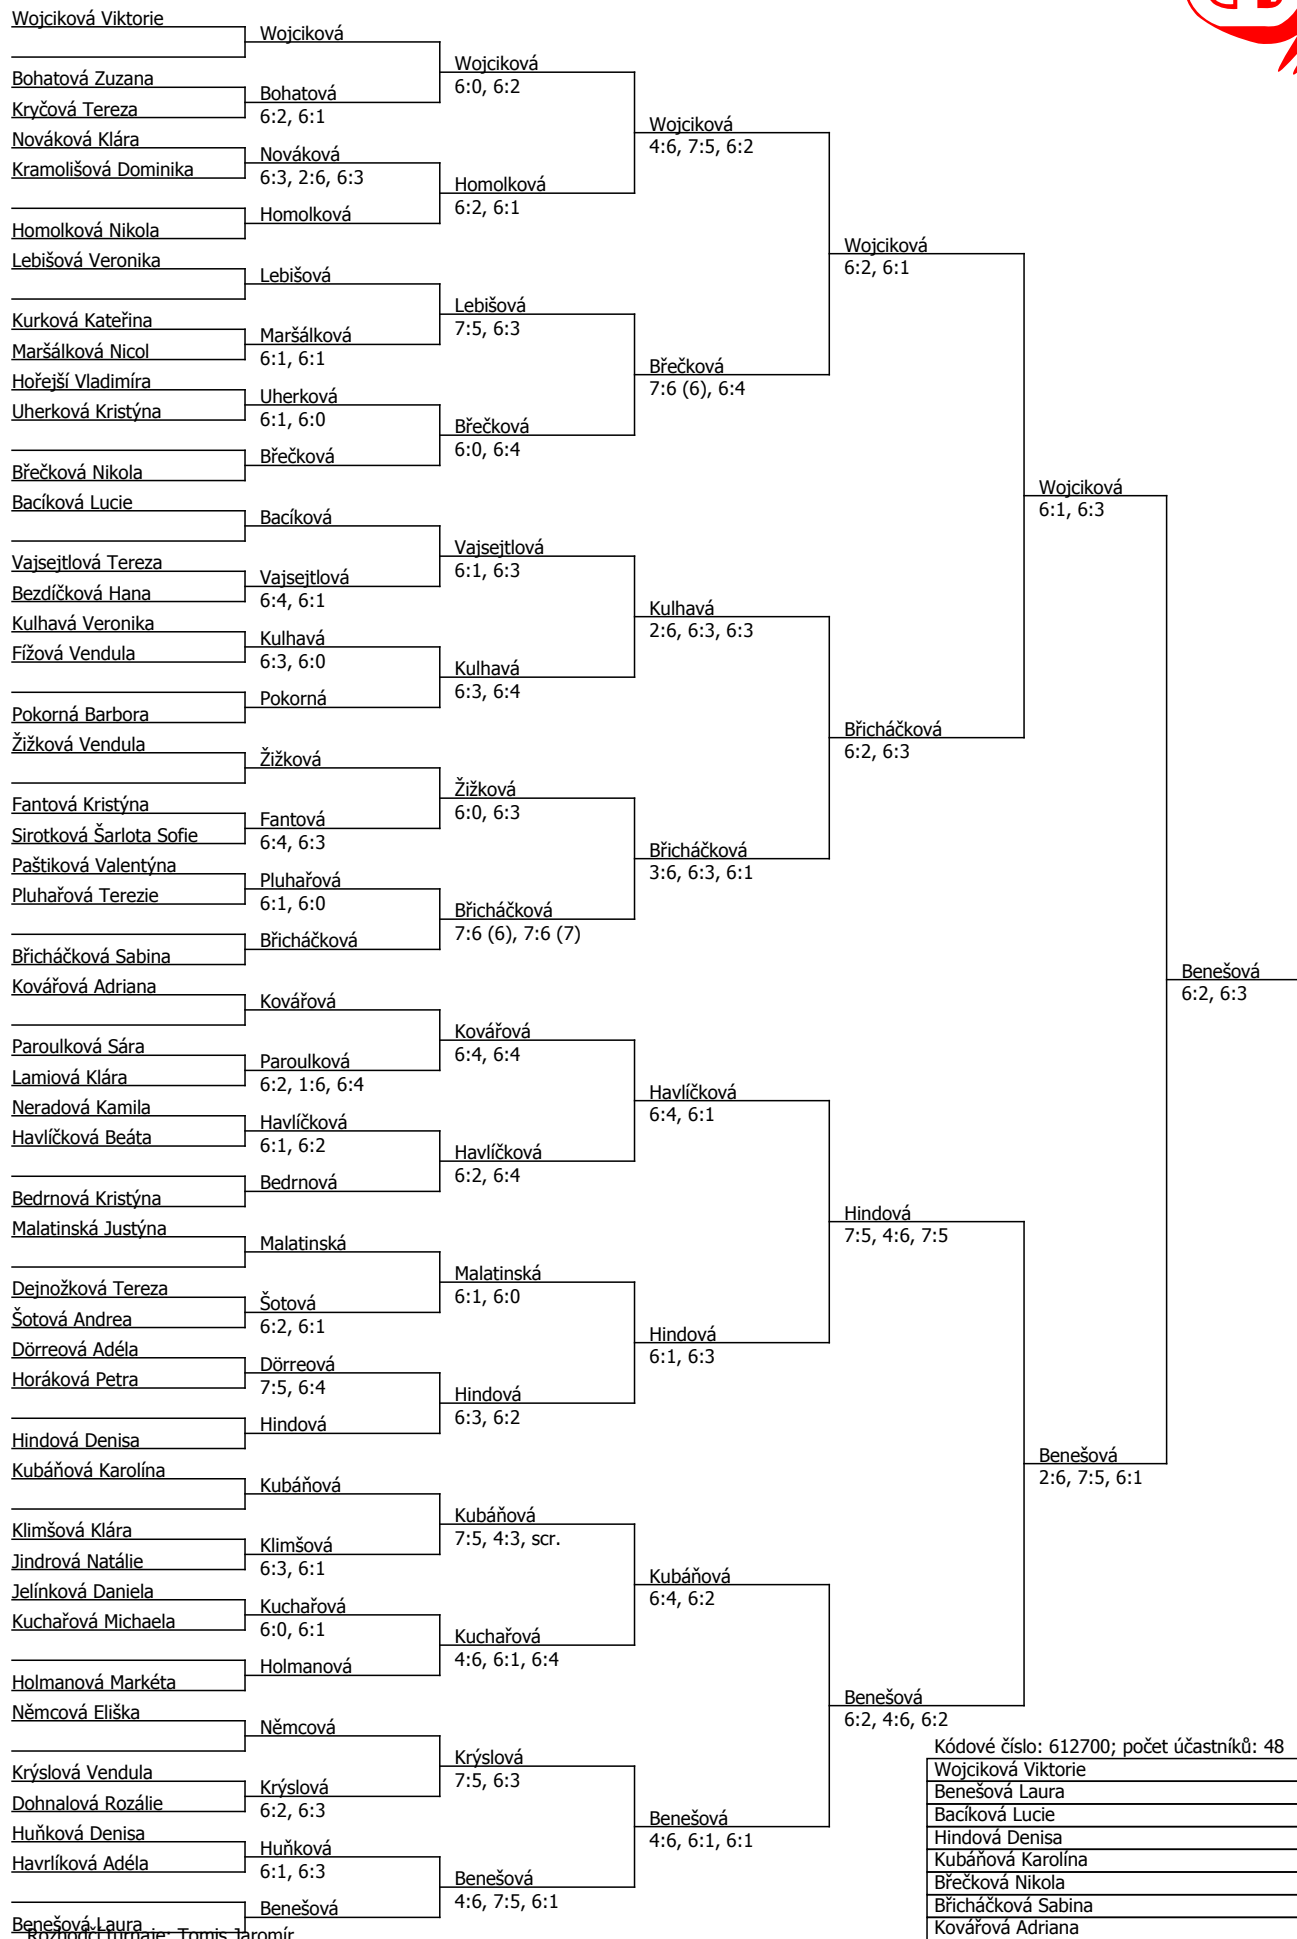 Wojciková Viktorie
Wojciková
Wojciková
6:0, 6:2
Bohatová Zuzana
Bohatová
Kryčová Tereza
6:2, 6:1
Wojciková
4:6, 7:5, 6:2
Nováková Klára
Nováková
Kramolišová Dominika
6:3, 2:6, 6:3
Homolková
6:2, 6:1
Homolková
Homolková Nikola
Wojciková
6:2, 6:1
Lebišová Veronika
Lebišová
Lebišová
7:5, 6:3
Kurková Kateřina
Maršálková
Maršálková Nicol
6:1, 6:1
Břečková
7:6 (6), 6:4
Hořejší Vladimíra
Uherková
Uherková Kristýna
6:1, 6:0
Břečková
6:0, 6:4
Břečková
Břečková Nikola
Wojciková
6:1, 6:3
Bacíková Lucie
Bacíková
Vajsejtlová
6:1, 6:3
Vajsejtlová Tereza
Vajsejtlová
Bezdíčková Hana
6:4, 6:1
Kulhavá
2:6, 6:3, 6:3
Kulhavá Veronika
Kulhavá
Fížová Vendula
6:3, 6:0
Kulhavá
6:3, 6:4
Pokorná
Pokorná Barbora
Břicháčková
6:2, 6:3
Žižková Vendula
Žižková
Žižková
6:0, 6:3
Fantová Kristýna
Fantová
Sirotková Šarlota Sofie
6:4, 6:3
Břicháčková
3:6, 6:3, 6:1
Paštiková Valentýna
Pluhařová
Pluhařová Terezie
6:1, 6:0
Břicháčková
7:6 (6), 7:6 (7)
Břicháčková
Břicháčková Sabina
Benešová
6:2, 6:3
Kovářová Adriana
Kovářová
Kovářová
6:4, 6:4
Paroulková Sára
Paroulková
Lamiová Klára
6:2, 1:6, 6:4
Havlíčková
6:4, 6:1
Neradová Kamila
Havlíčková
Havlíčková Beáta
6:1, 6:2
Havlíčková
6:2, 6:4
Bedrnová
Bedrnová Kristýna
Hindová
7:5, 4:6, 7:5
Malatinská Justýna
Malatinská
Malatinská
6:1, 6:0
Dejnožková Tereza
Šotová
Šotová Andrea
6:2, 6:1
Hindová
6:1, 6:3
Dörreová Adéla
Dörreová
Horáková Petra
7:5, 6:4
Hindová
6:3, 6:2
Hindová
Hindová Denisa
Benešová
2:6, 7:5, 6:1
Kubáňová Karolína
Kubáňová
Kubáňová
7:5, 4:3, scr.
Klimšová Klára
Klimšová
Jindrová Natálie
6:3, 6:1
Kubáňová
6:4, 6:2
Jelínková Daniela
Kuchařová
Kuchařová Michaela
6:0, 6:1
Kuchařová
4:6, 6:1, 6:4
Holmanová
Holmanová Markéta
Benešová
6:2, 4:6, 6:2
Němcová Eliška
Němcová
Krýslová
7:5, 6:3
Krýslová Vendula
Krýslová
Dohnalová Rozálie
6:2, 6:3
Benešová
4:6, 6:1, 6:1
Huňková Denisa
Huňková
Havrlíková Adéla
6:1, 6:3
Benešová
4:6, 7:5, 6:1
Benešová
Benešová Laura
Rozhodčí turnaje: Tomis Jaromír
Kódové číslo: 612700; počet účastníků: 48
Wojciková Viktorie
Benešová Laura
Bacíková Lucie
Hindová Denisa
Kubáňová Karolína
Břečková Nikola
Břicháčková Sabina
Kovářová Adriana